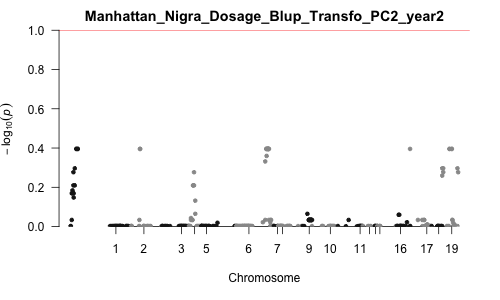 Manhattan_Nigra_Dosage_Blup_Transfo_PC2_year2
1.0
0.8
0.6
0.4
0.2
0.0
− log10(p)
1 2 3 5 6 7 9 10 11 16 17 19
Chromosome